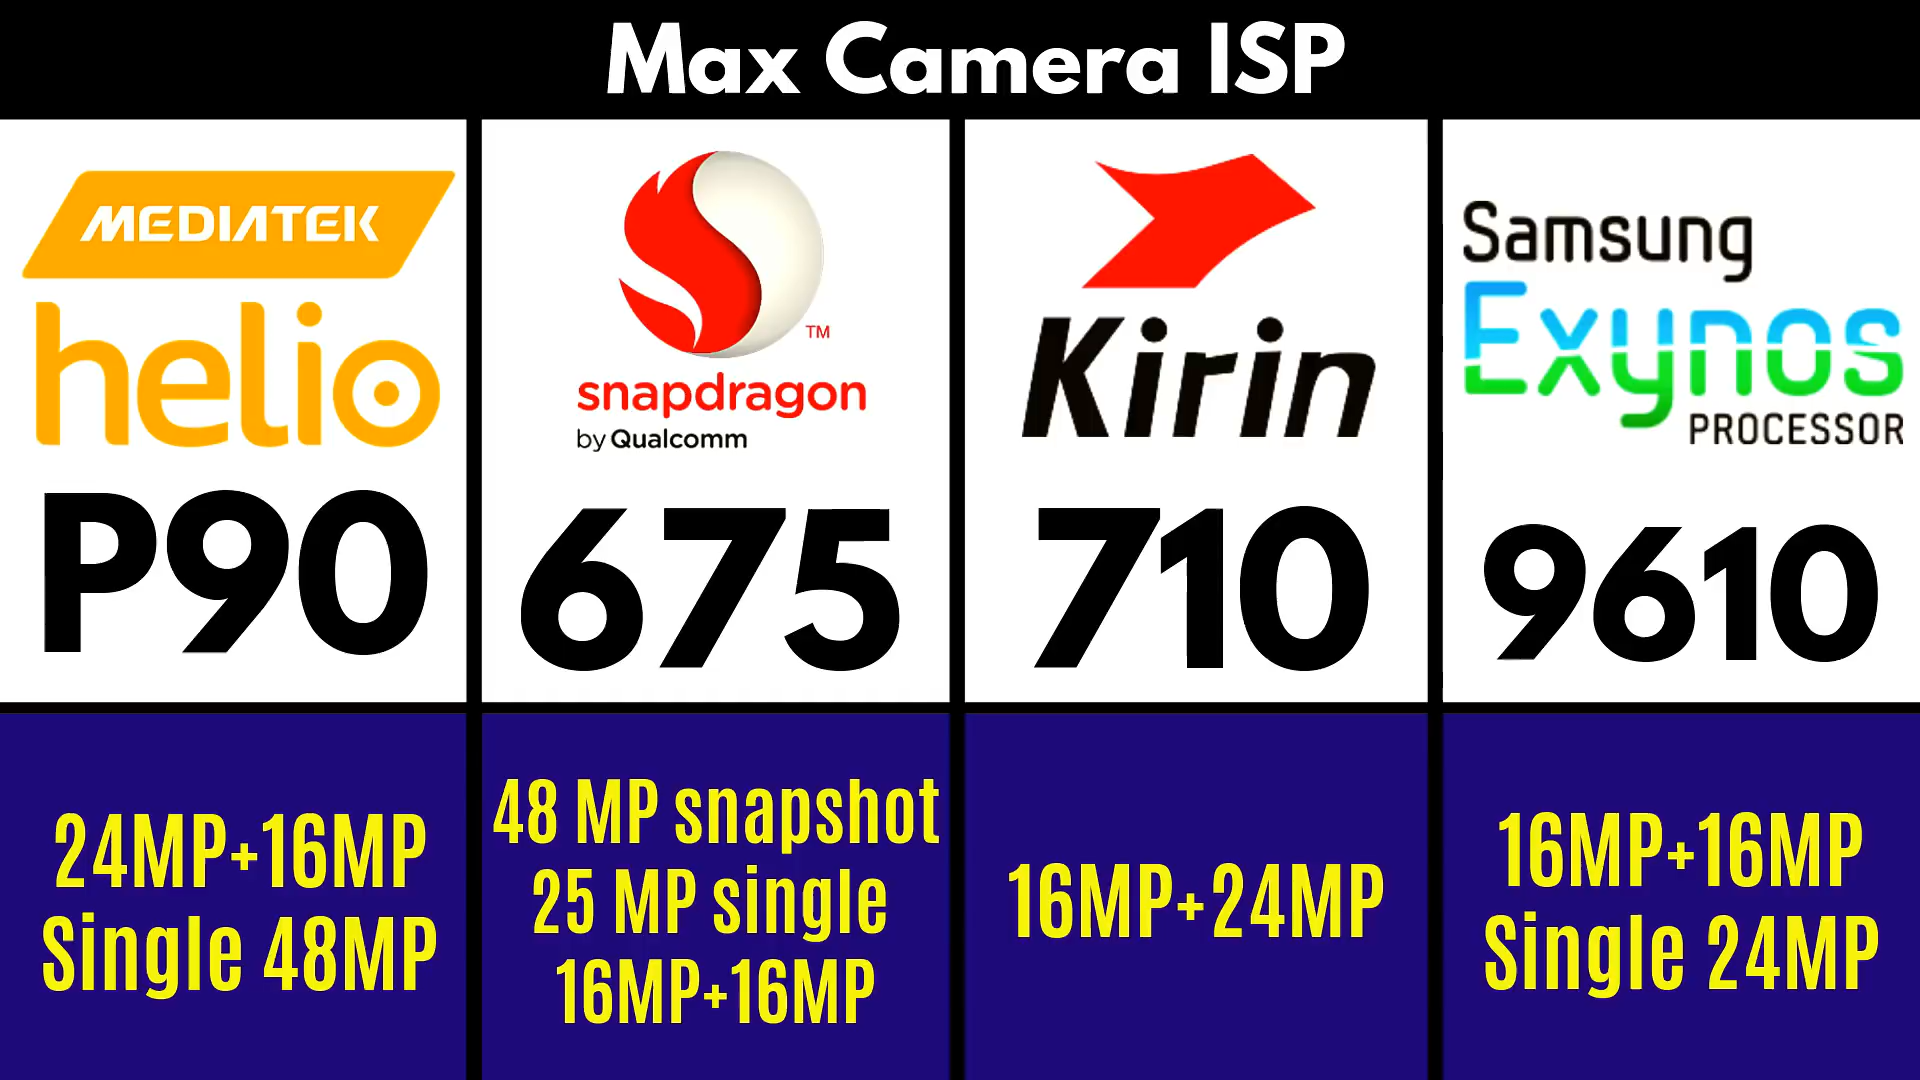 Max Camera ISP
MEDIATEK
helio
P90
24MP+16MP
Single 48MP
TM
snapdragon
by Qualcomm
675
48 MP snapshot
25 MP single
16MP+16MP
Kirin
710
16MP+24MP
Samsung
Exynos
PROCESSOR
9610
16MP+16MP
Single 24MP